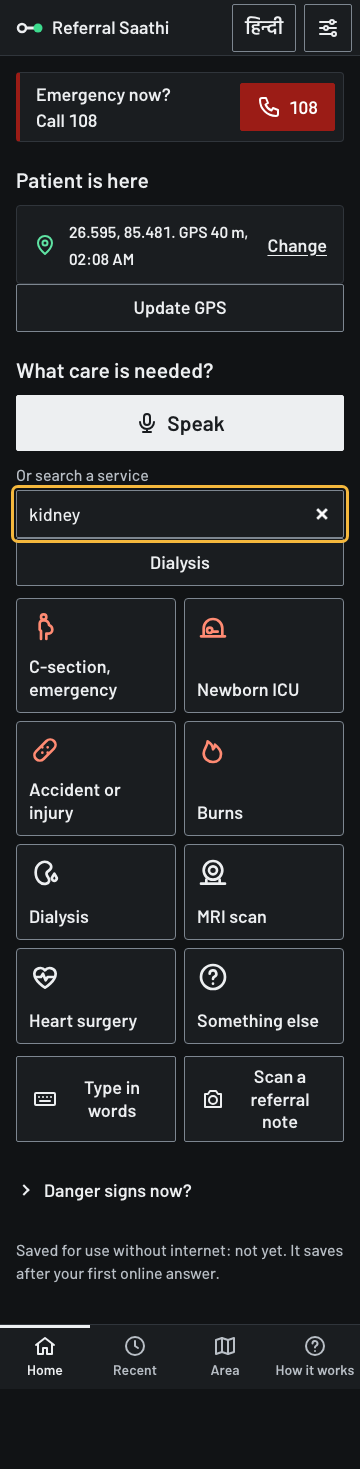 Referral Saathi
हिन्दी
Emergency now?
Call 108
108
Patient is here
26.595, 85.481. GPS 40 m,
02:08 AM
Change
Update GPS
What care is needed?
Speak
Or search a service
kidney
Dialysis
C-section,
emergency
Newborn ICU
Accident or
injury
Burns
Dialysis
MRI scan
Heart surgery
Something else
Type in
words
Scan a
referral
note
Danger signs now?
Saved for use without internet: not yet. It saves
after your first online answer.
Home
Recent
Area
How it works